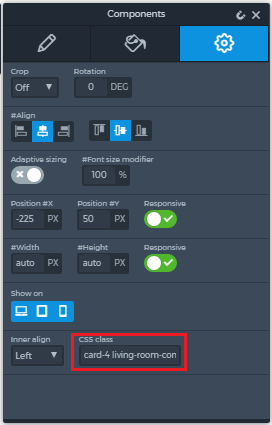 Components
Crop Rotation
Off 0 DEG
#Align
Adaptive sizing #Font size modifier
100 %
Position #X Position #Y Responsive
-225 PX 50 PX
#Width #Height Responsive
auto PX auto PX
Show on
Inner align CSS class
Left card-4 living-room-con